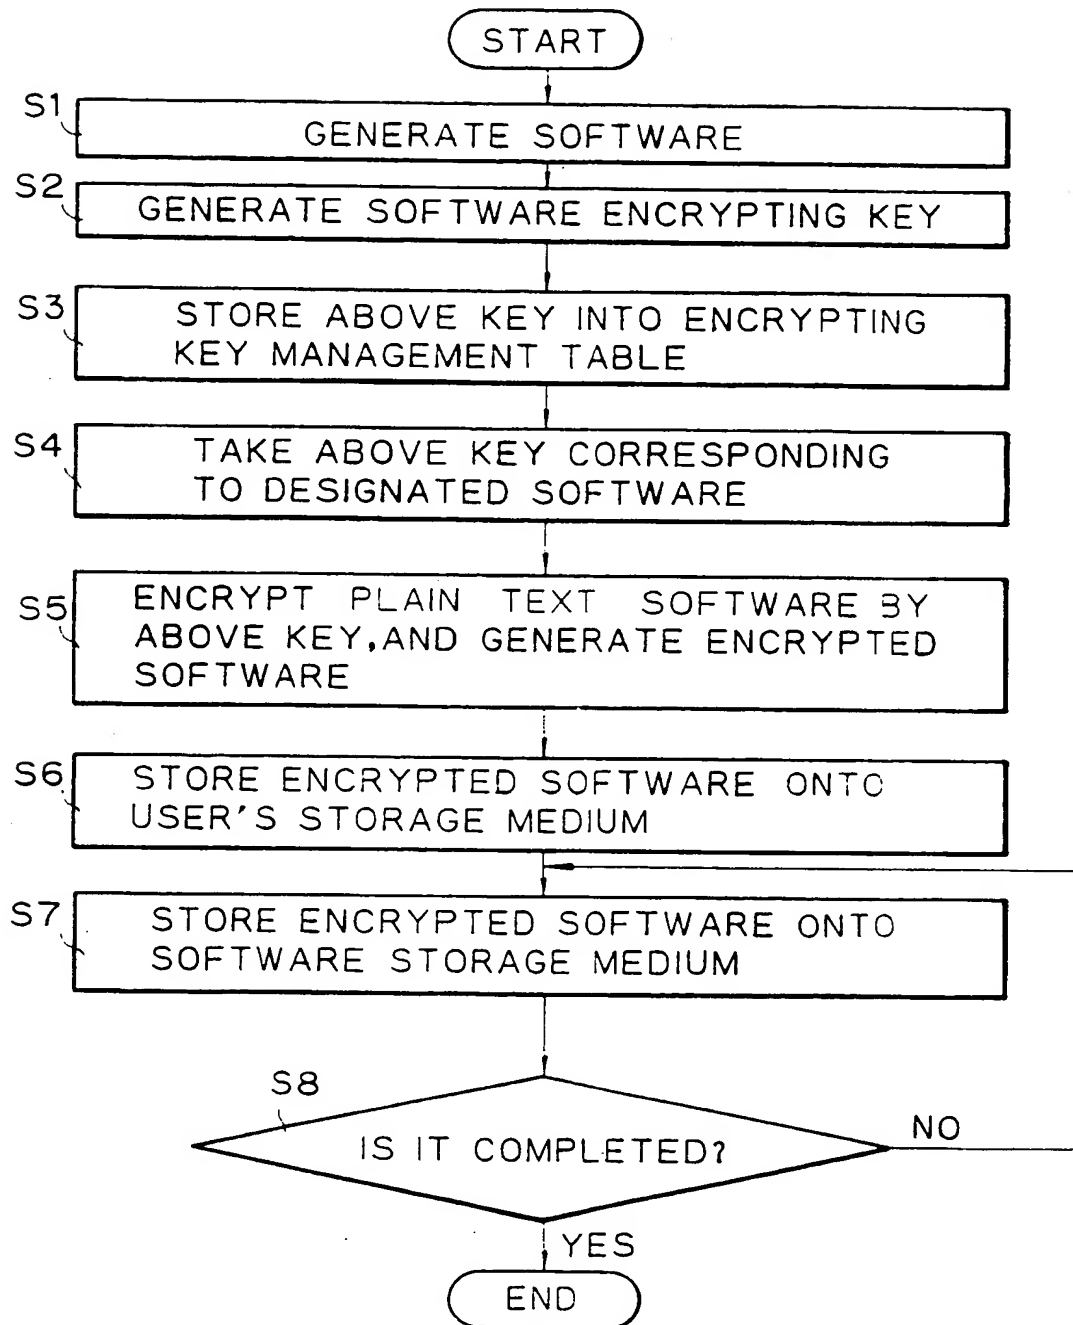 START
S1
GENERATE SOFTWARE
S2
GENERATE SOFTWARE ENCRYPTING KEY
S3
STORE ABOVE KEY INTO ENCRYPTING
KEY MANAGEMENT TABLE
S4
TAKE ABOVE KEY CORRESPONDING
TO DESIGNATED SOFTWARE
S5
ENCRYPT PLAIN TEXT SOFTWARE BY
ABOVE KEY, AND GENERATE ENCRYPTED
SOFTWARE
S6
STORE ENCRYPTED SOFTWARE ONTO
USER'S STORAGE MEDIUM
S7
STORE ENCRYPTED SOFTWARE ONTO
SOFTWARE STORAGE MEDIUM
S8
IS IT COMPLETED?
NO
YES
END